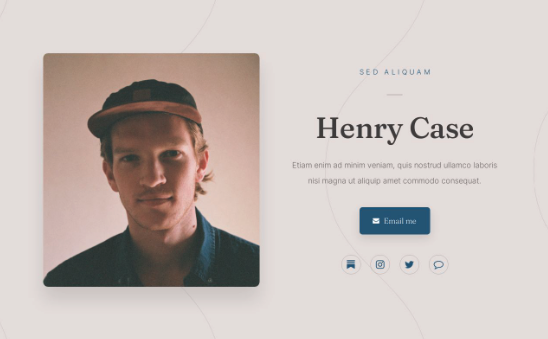 SED ALIQUAM
Henry Case
Etiam enim ad minim veniam, quis nostrud ullamco laboris
nisi magna ut aliquip amet commodo consequat.
Email me